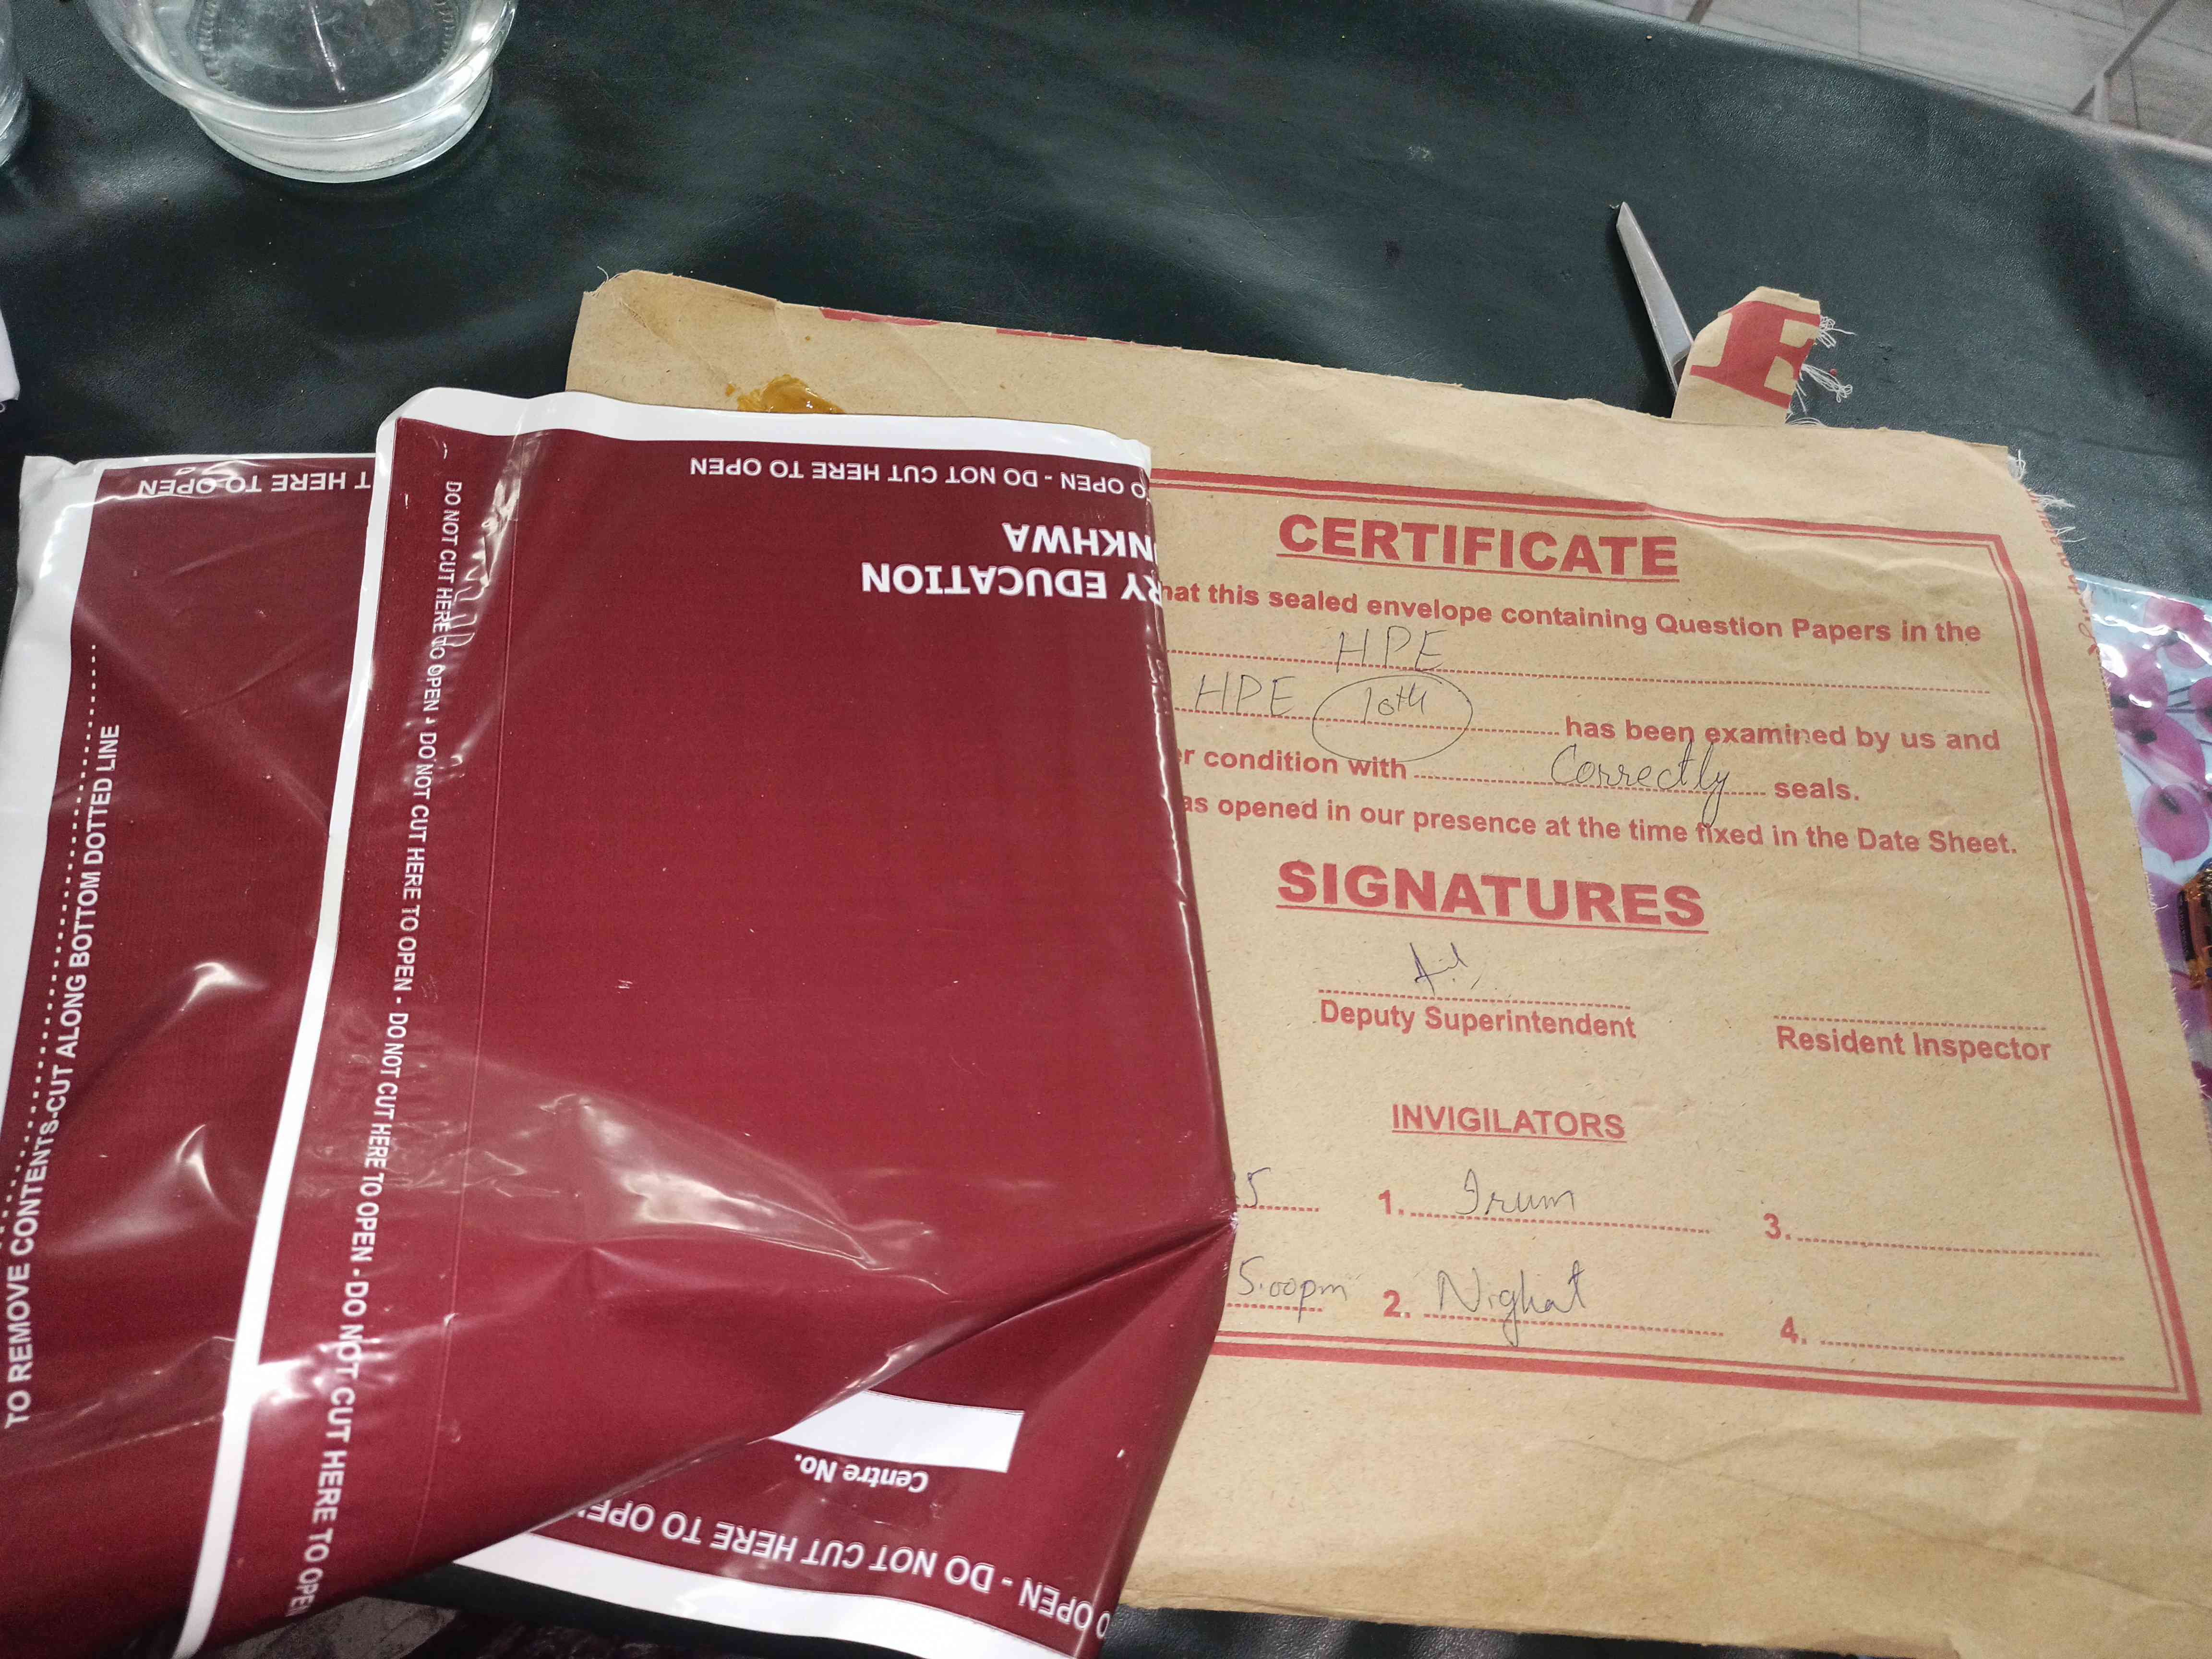 T HERE TO OPEN
O OPEN - DO NOT CUT HERE TO OPEN
NKHWA
RY EDUCATION
DO NOT CUT HERE TO OPEN - DO NOT CUT HERE TO OPEN - DO NOT CUT HERE TO OPEN - DO NOT CUT HERE TO OPEN
TO REMOVE CONTENTS-CUT ALONG BOTTOM DOTTED LINE
Centre No.
O OPEN - DO NOT CUT HERE TO OPE
E
CERTIFICATE
hat this sealed envelope containing Question Papers in the
HPE
HPE 10th has been examined by us and
er condition with Correctly seals.
as opened in our presence at the time fixed in the Date Sheet.
SIGNATURES
Deputy Superintendent
Resident Inspector
INVIGILATORS
5 1. Irum 3.
5:00pm 2. Nighat 4.